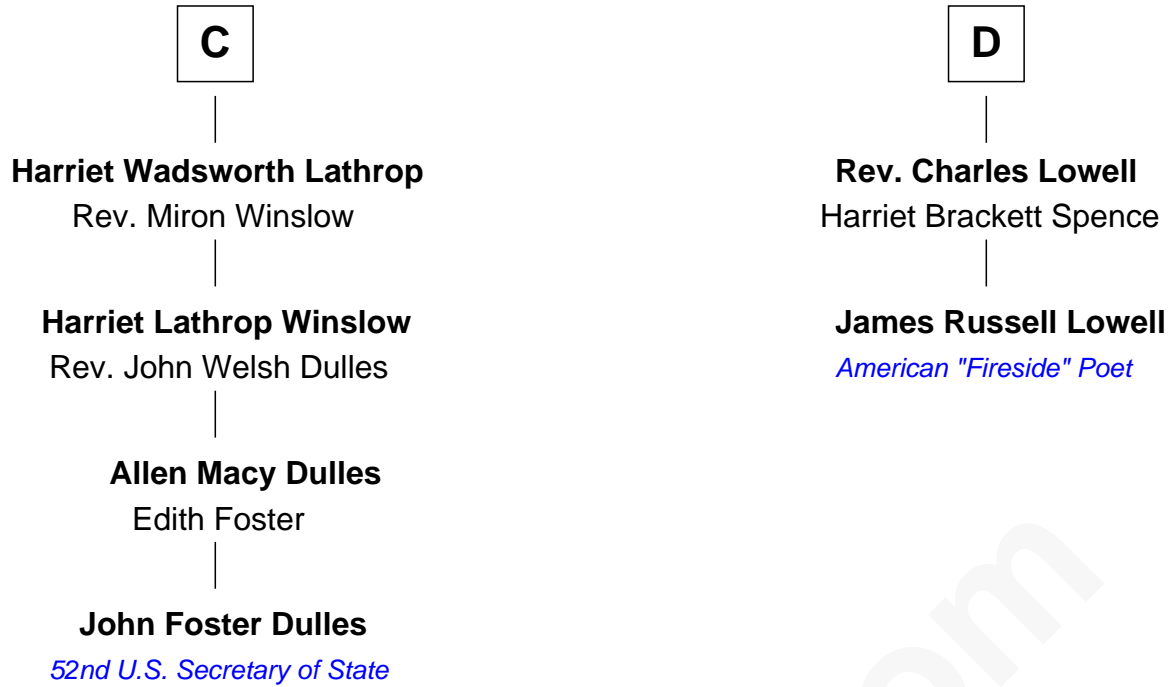 C
Harriet Wadsworth Lathrop
Rev. Miron Winslow
Harriet Lathrop Winslow
Rev. John Welsh Dulles
Allen Macy Dulles
Edith Foster
John Foster Dulles
52nd U.S. Secretary of State
D
Rev. Charles Lowell
Harriet Brackett Spence
James Russell Lowell
American "Fireside" Poet
om